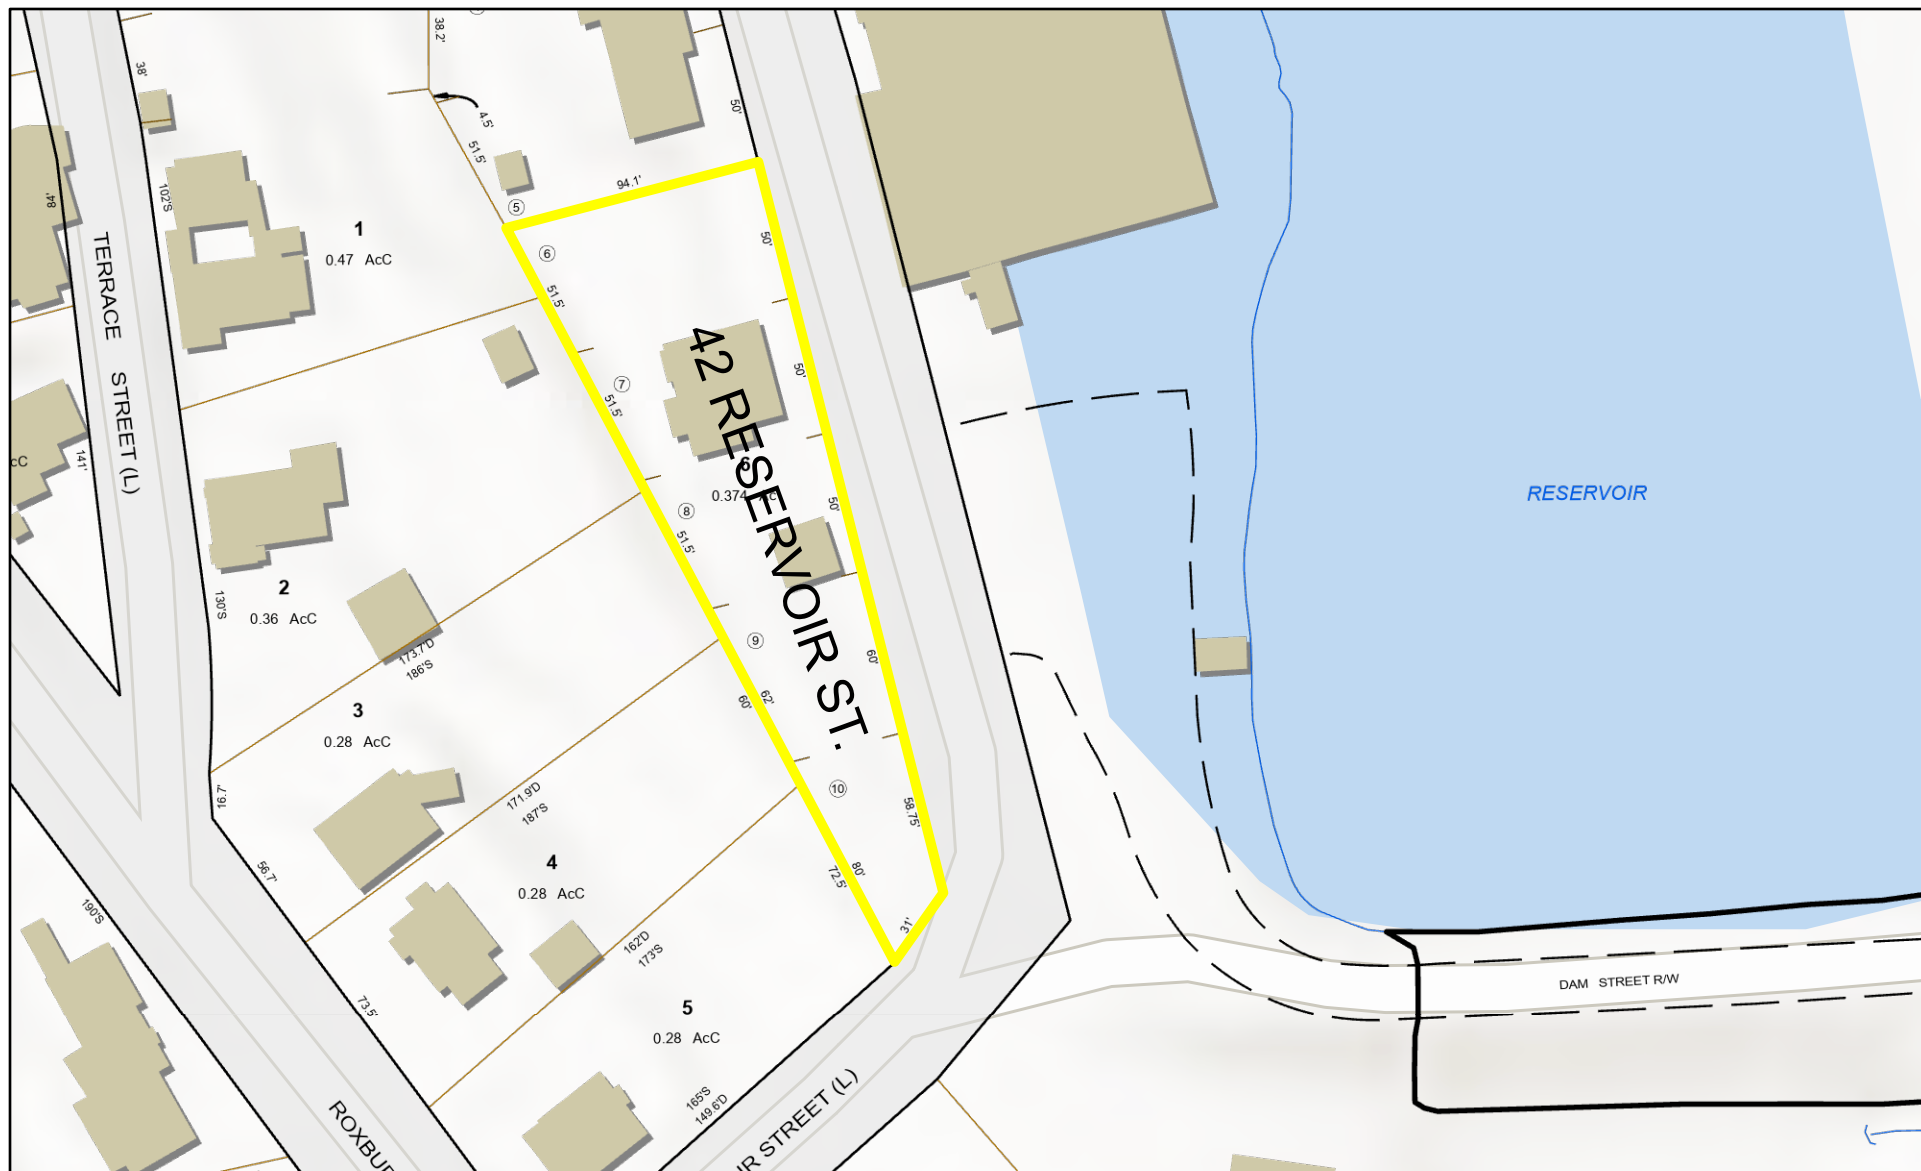 38.2'
38'
4.5'
51.5'
50'
94.1'
102'S
84'
5
1
0.47 AcC
6
50'
51.5'
TERRACE STREET (L)
42 RESERVOIR ST.
50'
7
51.5'
141'
cC
6
0.374 Ac
50'
RESERVOIR
8
51.5'
2
0.36 AcC
130'S
9
173.7'D
186'S
60'
62'
60'
3
0.28 AcC
16.7'
10
171.9'D
187'S
58.75'
56.7'
4
0.28 AcC
80'
72.5'
31'
190'S
162'D
173'S
73.5'
5
0.28 AcC
DAM STREET R/W
165'S
149.6'D
ROXBUR
IR STREET (L)